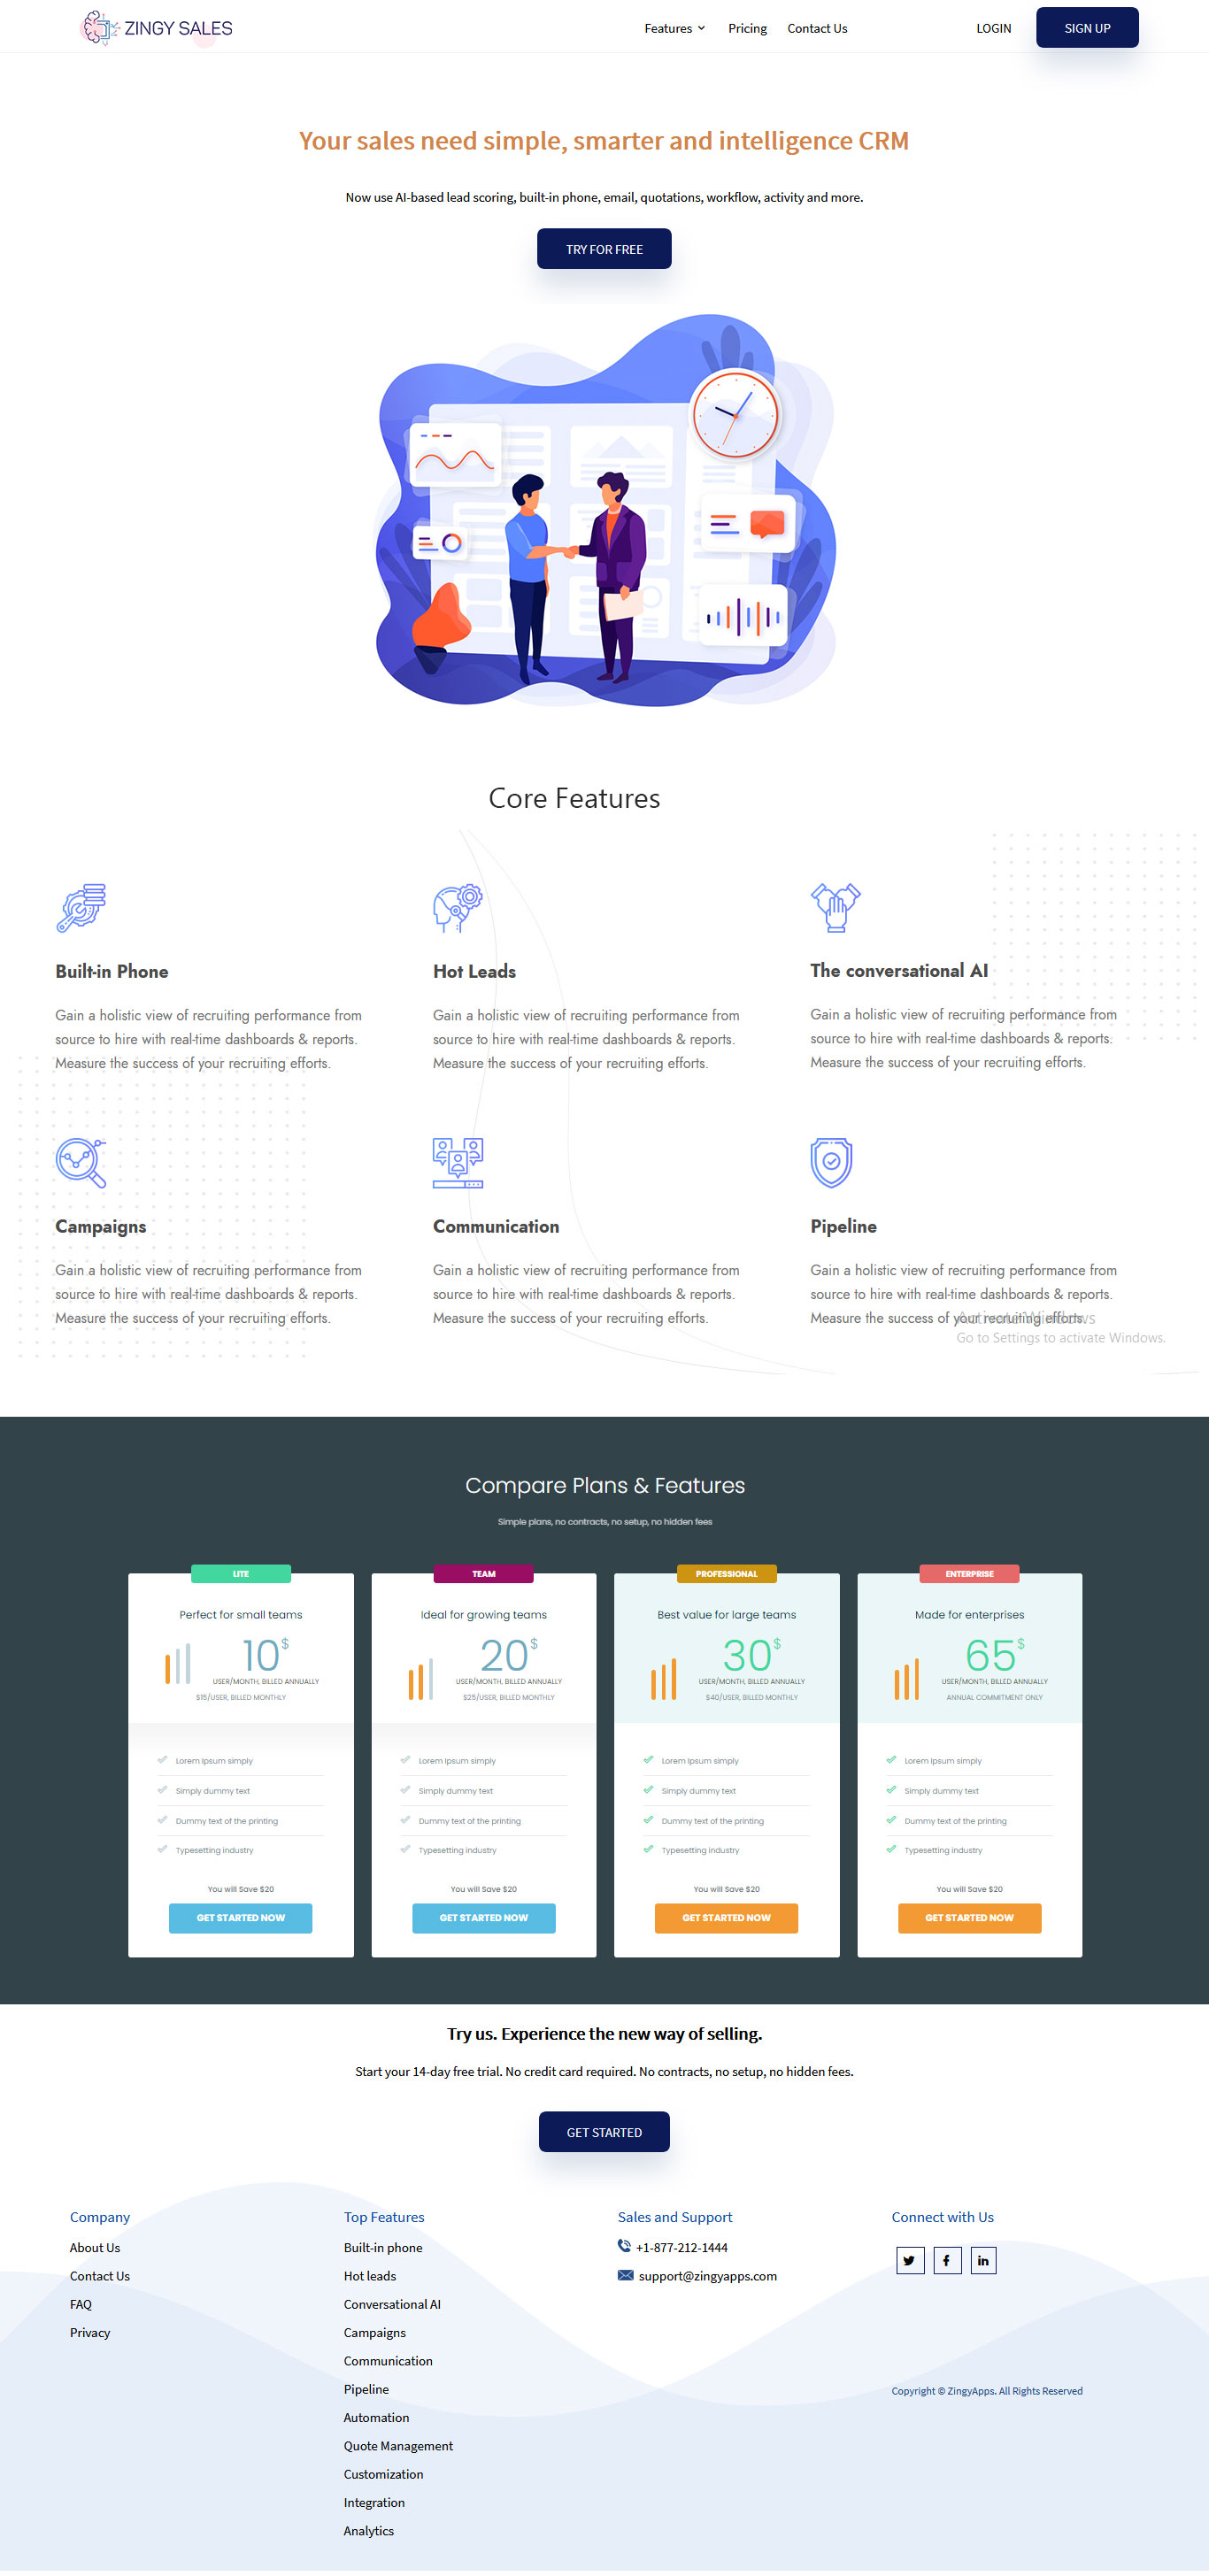 ZINGY SALES
Features
Pricing
Contact Us
LOGIN
SIGN UP
Your sales need simple, smarter and intelligence CRM
Now use AI-based lead scoring, built-in phone, email, quotations, workflow, activity and more.
TRY FOR FREE
Core Features
Built-in Phone
Gain a holistic view of recruiting performance from
source to hire with real-time dashboards & reports.
Measure the success of your recruiting efforts.
Hot Leads
Gain a holistic view of recruiting performance from
source to hire with real-time dashboards & reports.
Measure the success of your recruiting efforts.
The conversational AI
Gain a holistic view of recruiting performance from
source to hire with real-time dashboards & reports.
Measure the success of your recruiting efforts.
Campaigns
Gain a holistic view of recruiting performance from
source to hire with real-time dashboards & reports.
Measure the success of your recruiting efforts.
Communication
Gain a holistic view of recruiting performance from
source to hire with real-time dashboards & reports.
Measure the success of your recruiting efforts.
Pipeline
Gain a holistic view of recruiting performance from
source to hire with real-time dashboards & reports.
Measure the success of your recruiting efforts.
Activate Windows
Go to Settings to activate Windows.
Compare Plans & Features
Simple plans, no contracts, no setup, no hidden fees
LITE
Perfect for small teams
10$
USER/MONTH, BILLED ANNUALLY
$15/USER, BILLED MONTHLY
Lorem Ipsum simply
Simply dummy text
Dummy text of the printing
Typesetting industry
You will Save $20
GET STARTED NOW
TEAM
Ideal for growing teams
20$
USER/MONTH, BILLED ANNUALLY
$25/USER, BILLED MONTHLY
Lorem Ipsum simply
Simply dummy text
Dummy text of the printing
Typesetting industry
You will Save $20
GET STARTED NOW
PROFESSIONAL
Best value for large teams
30$
USER/MONTH, BILLED ANNUALLY
$40/USER, BILLED MONTHLY
Lorem Ipsum simply
Simply dummy text
Dummy text of the printing
Typesetting industry
You will Save $20
GET STARTED NOW
ENTERPRISE
Made for enterprises
65$
USER/MONTH, BILLED ANNUALLY
ANNUAL COMMITMENT ONLY
Lorem Ipsum simply
Simply dummy text
Dummy text of the printing
Typesetting industry
You will Save $20
GET STARTED NOW
Try us. Experience the new way of selling.
Start your 14-day free trial. No credit card required. No contracts, no setup, no hidden fees.
GET STARTED
Company
About Us
Contact Us
FAQ
Privacy
Top Features
Built-in phone
Hot leads
Conversational AI
Campaigns
Communication
Pipeline
Automation
Quote Management
Customization
Integration
Analytics
Sales and Support
+1-877-212-1444
support@zingyapps.com
Connect with Us
Copyright © ZingyApps. All Rights Reserved